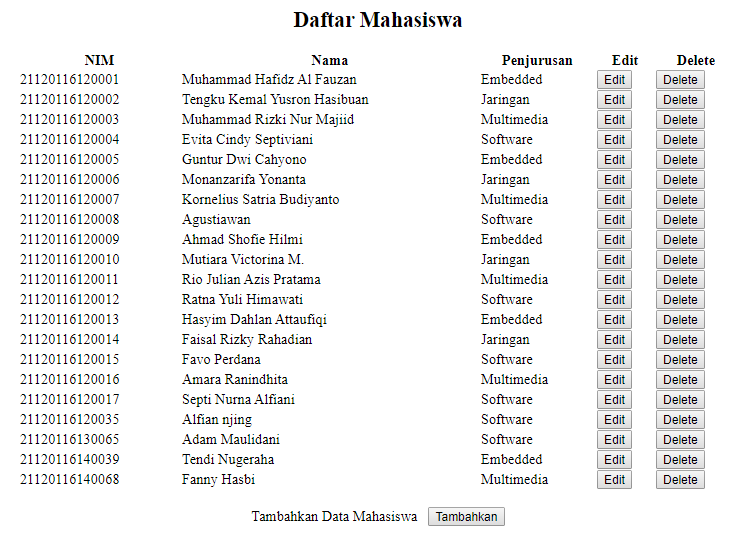 Daftar Mahasiswa
NIM Nama Penjurusan Edit Delete
21120116120001 Muhammad Hafidz Al Fauzan Embedded Edit Delete
21120116120002 Tengku Kemal Yusron Hasibuan Jaringan Edit Delete
21120116120003 Muhammad Rizki Nur Majiid Multimedia Edit Delete
21120116120004 Evita Cindy Septiviani Software Edit Delete
21120116120005 Guntur Dwi Cahyono Embedded Edit Delete
21120116120006 Monanzarifa Yonanta Jaringan Edit Delete
21120116120007 Kornelius Satria Budiyanto Multimedia Edit Delete
21120116120008 Agustiawan Software Edit Delete
21120116120009 Ahmad Shofie Hilmi Embedded Edit Delete
21120116120010 Mutiara Victorina M. Jaringan Edit Delete
21120116120011 Rio Julian Azis Pratama Multimedia Edit Delete
21120116120012 Ratna Yuli Himawati Software Edit Delete
21120116120013 Hasyim Dahlan Attaufiqi Embedded Edit Delete
21120116120014 Faisal Rizky Rahadian Jaringan Edit Delete
21120116120015 Favo Perdana Software Edit Delete
21120116120016 Amara Ranindhita Multimedia Edit Delete
21120116120017 Septi Nurna Alfiani Software Edit Delete
21120116120035 Alfian njing Software Edit Delete
21120116130065 Adam Maulidani Software Edit Delete
21120116140039 Tendi Nugeraha Embedded Edit Delete
21120116140068 Fanny Hasbi Multimedia Edit Delete
Tambahkan Data Mahasiswa Tambahkan